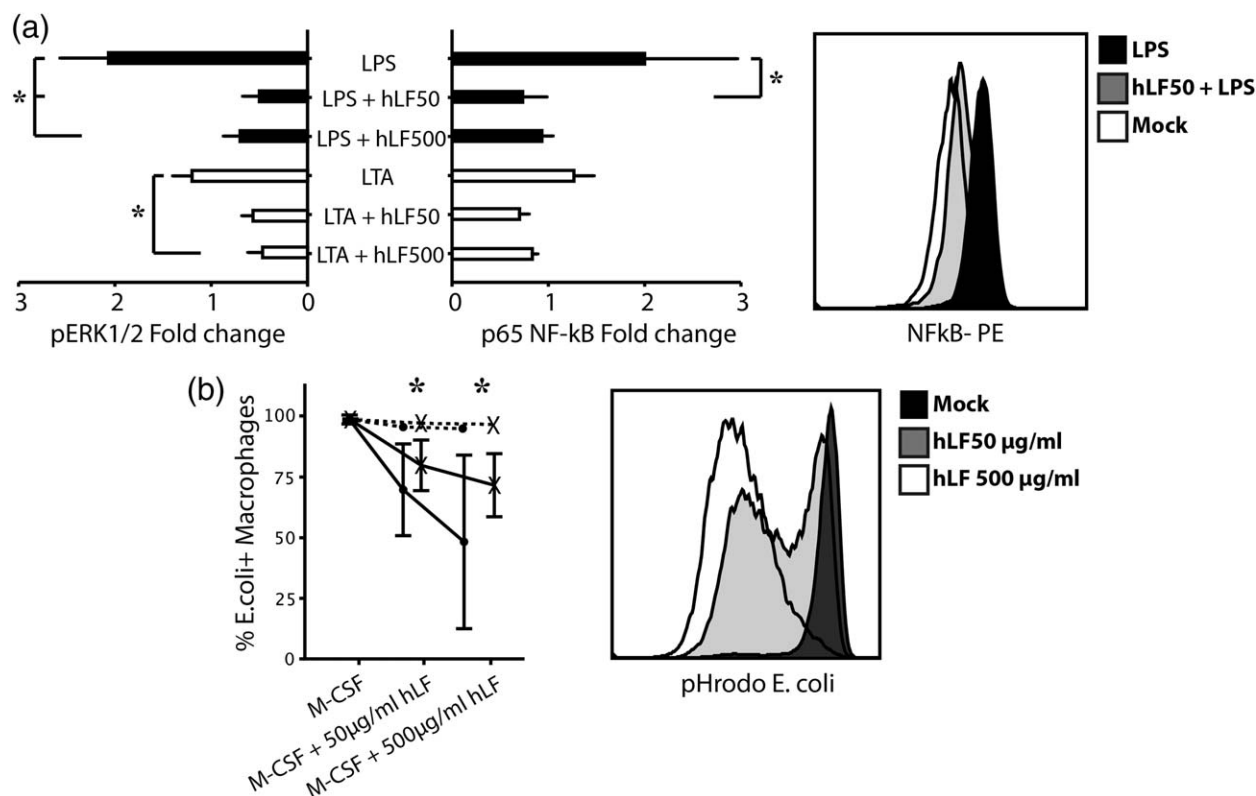 (a)
LPS
LPS + hLF50
LPS + hLF500
LTA
LTA + hLF50
LTA + hLF500
*
*
*
3 2 1 0
pERK1/2 Fold change
0 1 2 3
p65 NF-kB Fold change
NFkB- PE
LPS
hLF50 + LPS
Mock
(b)
* *
100
75
50
25
0
% E.coli+ Macrophages
M-CSF
M-CSF + 50µg/ml hLF
M-CSF + 500µg/ml hLF
pHrodo E. coli
Mock
hLF50 µg/ml
hLF 500 µg/ml